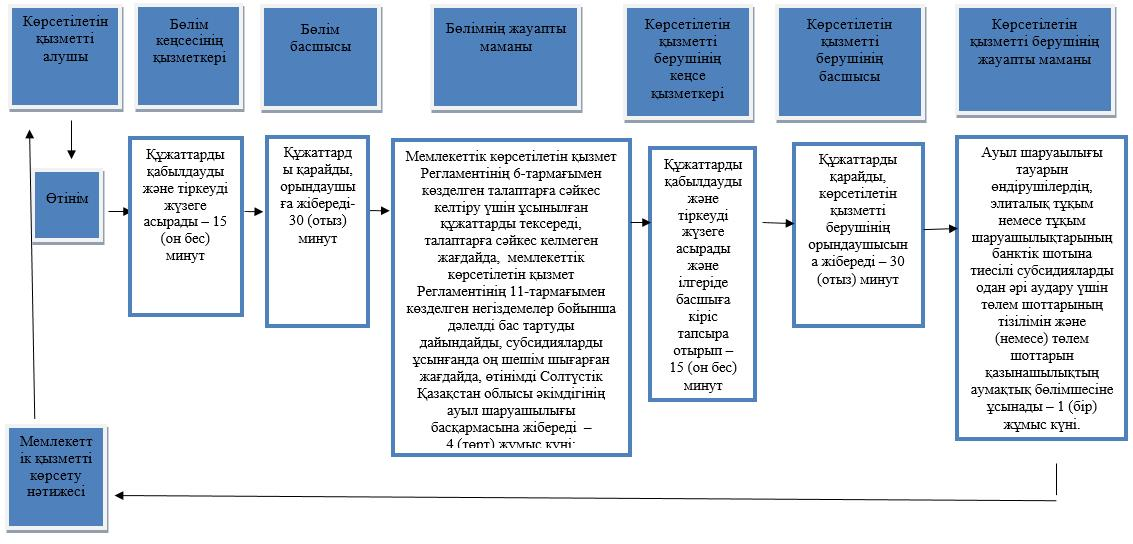 Көрсетілетін
қызметті
алушы
Бөлім
кеңсесінің
қызметкері
Бөлім
басшысы
Бөлімнің жауапты
маманы
Көрсетілетін
қызметті
берушінің
кеңсе
қызметкері
Көрсетілетін
қызметті
берушінің
басшысы
Көрсетілетін
қызметті берушінің
жауапты маманы
Өтінім
Құжаттарды
қабылдауды
және тіркеуді
жүзеге
асырады – 15
(он бес)
минут
Құжаттард
ы қарайды,
орындаушы
ға жібереді-
30 (отыз)
минут
Мемлекеттік көрсетілетін қызмет
Регламентінің 6-тармағымен
көзделген талаптарға сәйкес
келтіру үшін ұсынылған
құжаттарды тексереді,
талаптарға сәйкес келмеген
жағдайда, мемлекеттік
көрсетілетін қызмет
Регламентінің 11-тармағымен
көзделген негіздемелер бойынша
дәлелді бас тартуды
дайындайды, субсидияларды
ұсынғанда оң шешім шығарған
жағдайда, өтінімді Солтүстік
Қазақстан облысы әкімдігінің
ауыл шаруашылығы
басқармасына жібереді –
4 (төрт) жұмыс күні;
Құжаттарды
қабылдауды
және
тіркеуді
жүзеге
асырады
және
ілгеріде
басшыға
кіріс
тапсыра
отырып –
15 (он бес)
минут
Құжаттарды
қарайды,
көрсетілетін
қызметті
берушінің
орындаушысын
а жібереді – 30
(отыз) минут
Ауыл шаруаылығы
тауарын
өндірушілердің,
элиталық тұқым
немесе тұқым
шаруашылықтарының
банктік шотына
тиесілі субсидияларды
одан әрі аудару үшін
төлем шоттарының
тізілімін және
(немесе) төлем
шоттарын
қазынашылықтың
аумақтық бөлімшесіне
ұсынады – 1 (бір)
жұмыс күні.
Мемлекетт
ік қызметті
көрсету
нәтижесі